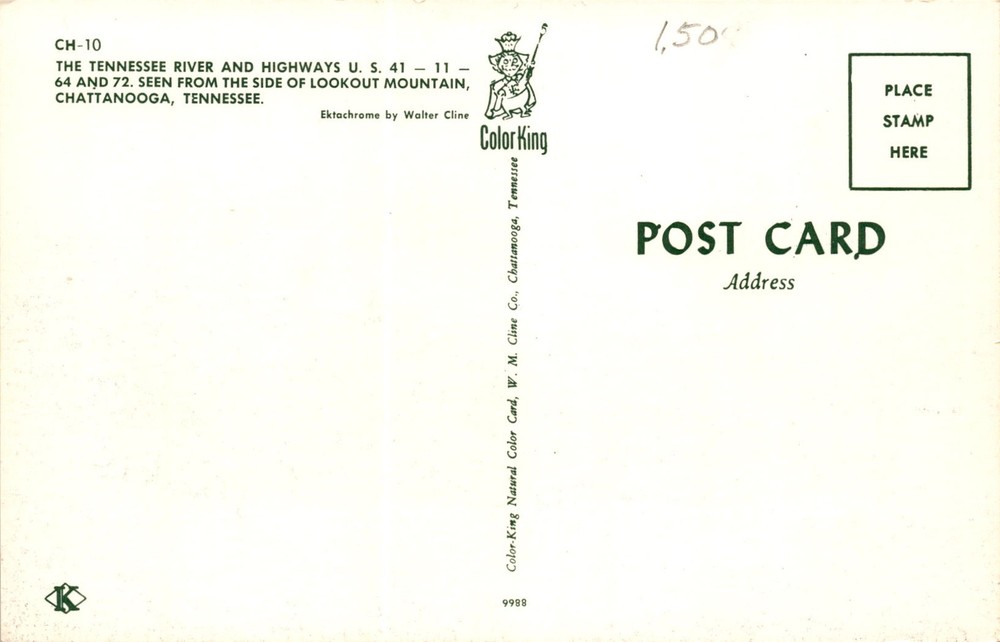 CH-10
THE TENNESSEE RIVER AND HIGHWAYS U. S. 41 — 11 —
64 AND 72. SEEN FROM THE SIDE OF LOOKOUT MOUNTAIN,
CHATTANOOGA, TENNESSEE.
Ektachrome by Walter Cline
ColorKing
Color-King Natural Color Card, W. M. Cline Co., Chattanooga, Tennessee
9988
K
1.50
PLACE
STAMP
HERE
POST CARD
Address